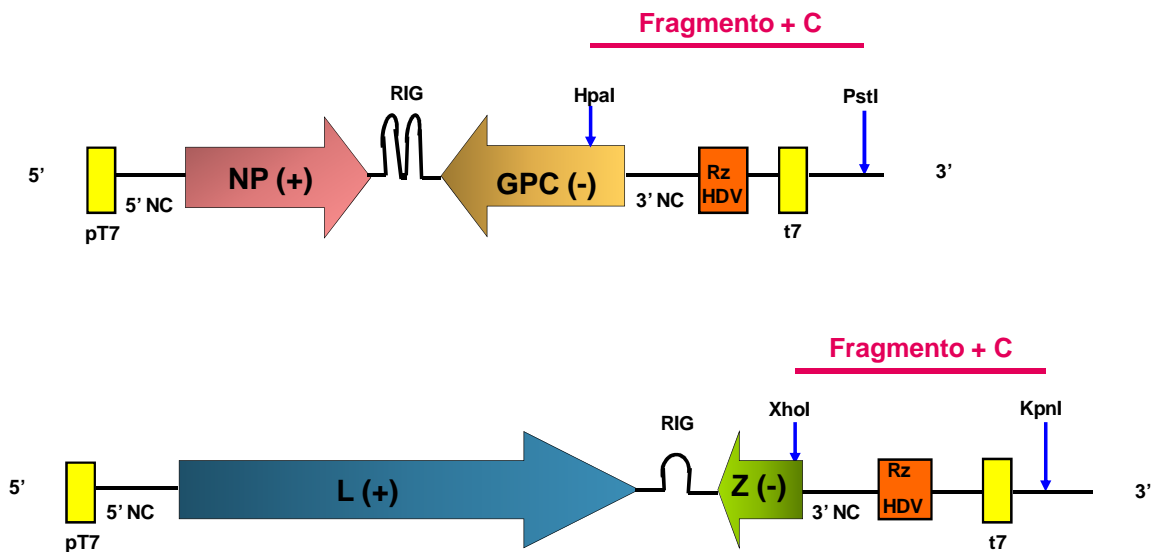 Fragmento + C
RIG
HpaI
PstI
5’
NP (+)
GPC (-)
Rz
HDV
3’
5’ NC
3’ NC
pT7
t7
Fragmento + C
RIG
XhoI
KpnI
5’
L (+)
Z (-)
Rz
HDV
3’
5’ NC
3’ NC
pT7
t7